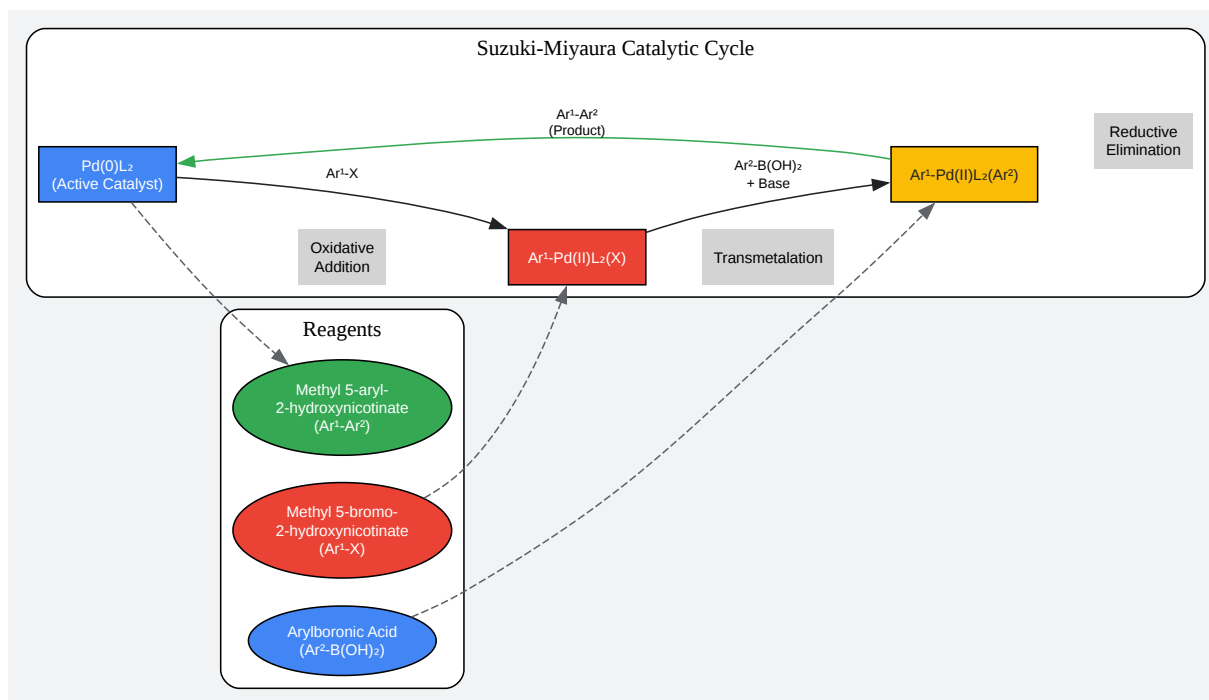 Suzuki-Miyaura Catalytic Cycle
Ar¹-Ar²
(Product)
Reductive
Elimination
Pd(0)L₂
(Active Catalyst)
Ar¹-X
Ar²-B(OH)₂
+ Base
Ar¹-Pd(II)L₂(Ar²)
Oxidative
Addition
Ar¹-Pd(II)L₂(X)
Transmetalation
Reagents
Methyl 5-aryl-
2-hydroxynicotinate
(Ar¹-Ar²)
Methyl 5-bromo-
2-hydroxynicotinate
(Ar¹-X)
Arylboronic Acid
(Ar²-B(OH)₂)